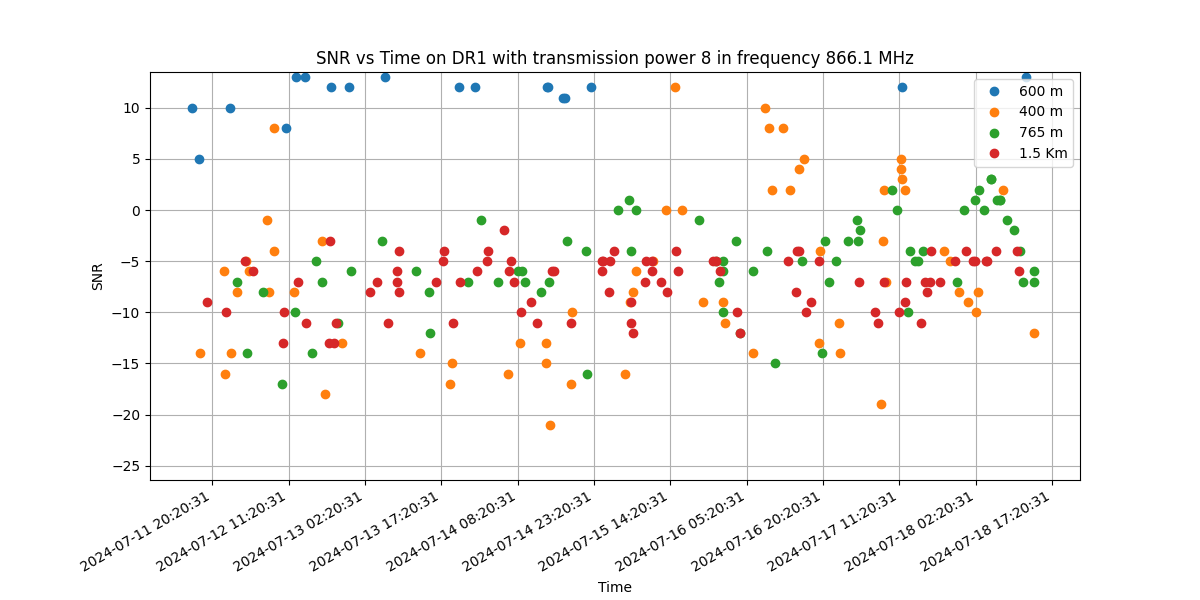 SNR vs Time on DR1 with transmission power 8 in frequency 866.1 MHz
600 m
400 m
765 m
1.5 Km
10
5
0
−5
−10
−15
−20
−25
SNR
2024-07-11 20:20:31
2024-07-12 11:20:31
2024-07-13 02:20:31
2024-07-13 17:20:31
2024-07-14 08:20:31
2024-07-14 23:20:31
2024-07-15 14:20:31
2024-07-16 05:20:31
2024-07-16 20:20:31
2024-07-17 11:20:31
2024-07-18 02:20:31
2024-07-18 17:20:31
Time